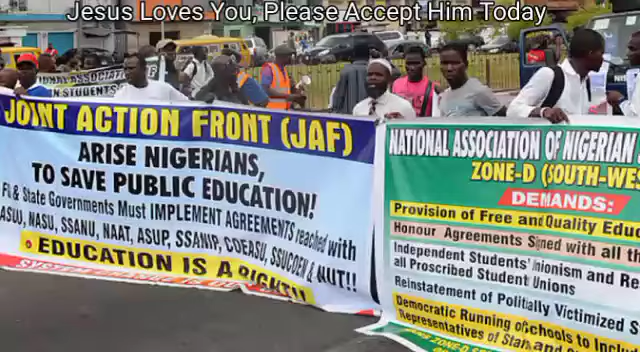 Jesus Loves You, Please Accept Him Today
JOINT ACTION FRONT (JAF)
ARISE NIGERIANS,
TO SAVE PUBLIC EDUCATION!
& State Governments Must IMPLEMENT AGREEMENTS reached with
ASUU, NASU, SSANU, NAAT, ASUP, SSANIP, COEASU, SSUCOEN & NUT!!
EDUCATION IS A RIGHT!!
NATIONAL ASSOCIATION OF NIGERIAN
ZONE-D (SOUTH-WES
DEMANDS:
Provision of Free and Quality Educ
Honour Agreements Signed with all th
Independent Students' Unionism and Re
all Proscribed Student Unions
Reinstatement of Politially Victimized S
Democratic Running of Schools to Inclu
Representatives of Staff and